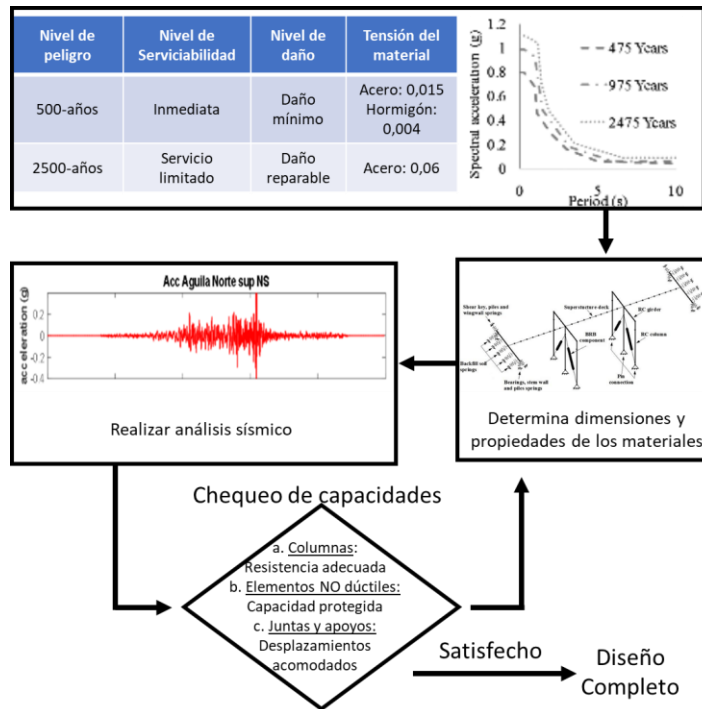 Nivel de
peligro
Nivel de
Serviciabilidad
Nivel de
daño
Tensión del
material
500-años
Inmediata
Daño
mínimo
Acero: 0,015
Hormigón:
0,004
2500-años
Servicio
limitado
Daño
reparable
Acero: 0,06
Spectral acceleration (g)
1.2
1
0.8
0.6
0.4
0.2
0
475 Years
975 Years
2475 Years
0
5
10
Period (s)
Acc Aguila Norte sup NS
acceleration (g)
0.2
0
-0.2
-0.4
Realizar análisis sísmico
Shear key, piles and
wingwall springs
Superstructure deck
RC girder
BRB
component
RC column
Backfill soil
springs
Pin
connection
Bearings, stem wall
and piles springs
Determina dimensiones y
propiedades de los materiales
Chequeo de capacidades
a. Columnas:
Resistencia adecuada
b. Elementos NO dúctiles:
Capacidad protegida
c. Juntas y apoyos:
Desplazamientos
acomodados
Satisfecho
Diseño
Completo